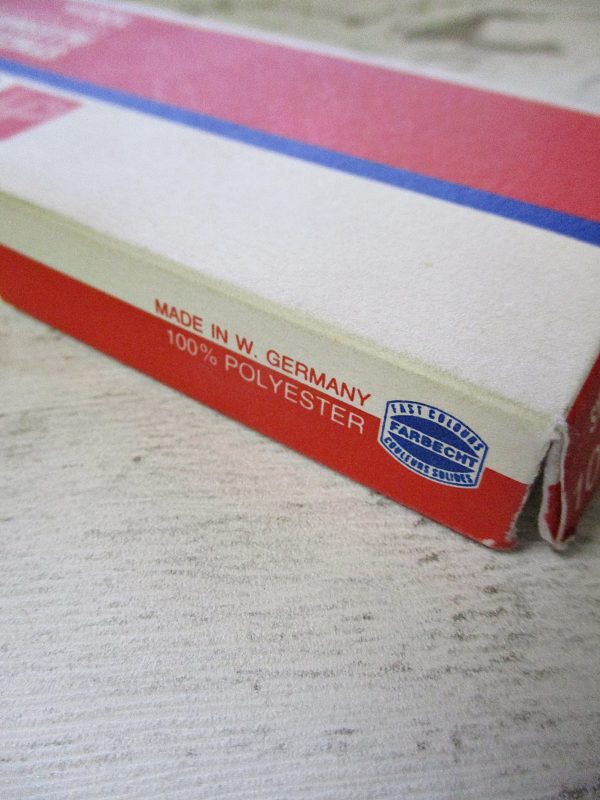 MADE IN W. GERMANY
100% POLYESTER
FAST COLOURS
FARBECHT
COULEURS SOLIDES